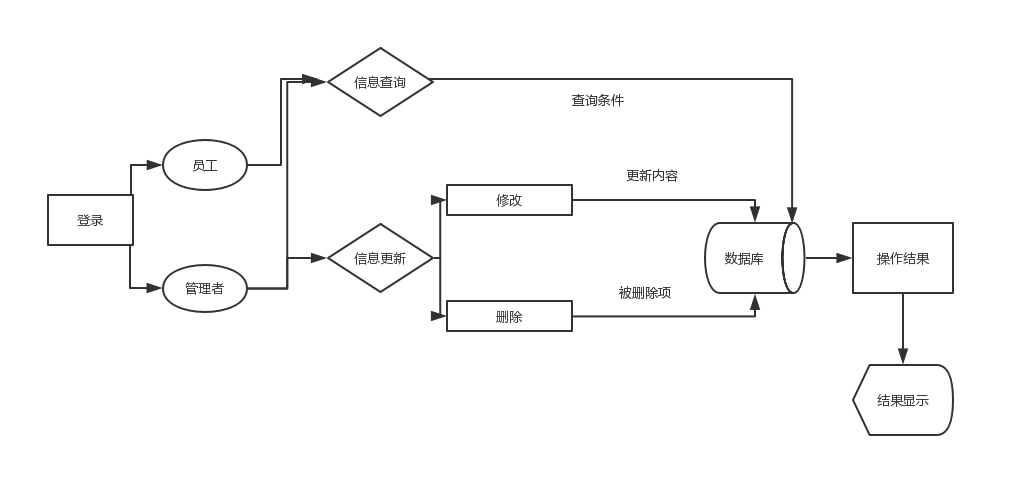 信息查询
查询条件
员工
更新内容
修改
登录
信息更新
数据库
操作结果
管理者
被删除项
删除
结果显示